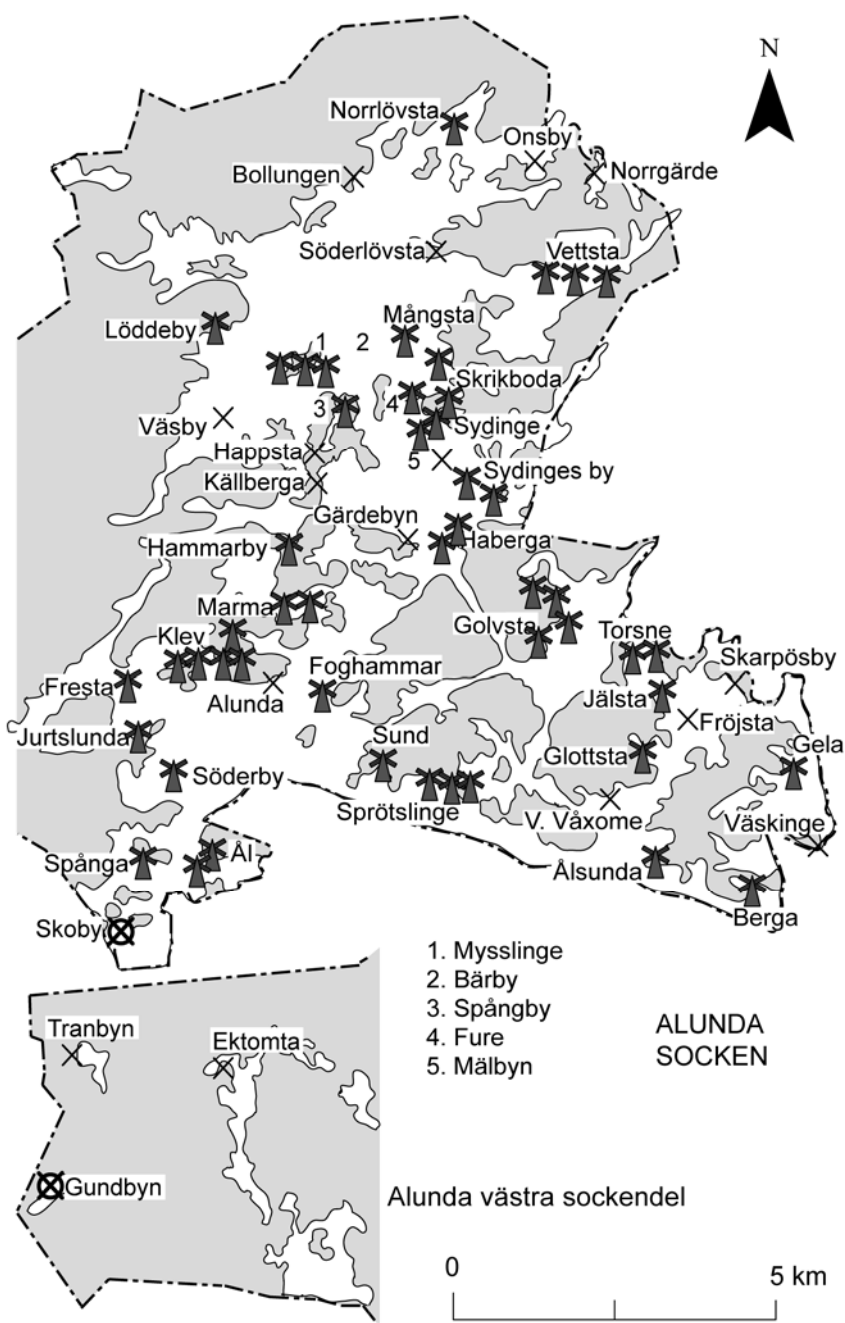 N
Norrlövsta
Onsby
Bollungen
Norrgärde
Söderlövsta
Vettsta
Löddeby
Mångsta
1
2
Skrikboda
3
4
Väsby
Sydinge
Happsta
5
Sydinges by
Källberga
Gärdebyn
Hammarby
Haberga
Marma
Golvsta
Torsne
Klev
Foghammar
Skarpösby
Fresta
Alunda
Jälsta
Fröjsta
Jurtslunda
Sund
Glottsta
Gela
Söderby
Sprötslinge
V. Våxome
Väskinge
Spånga
Ål
Ålsunda
Berga
Skoby
1. Mysslinge
2. Bärby
3. Spångby
4. Fure
5. Mälbyn
ALUNDA
SOCKEN
Tranbyn
Ektomta
Gundbyn
Alunda västra sockendel
0
5 km